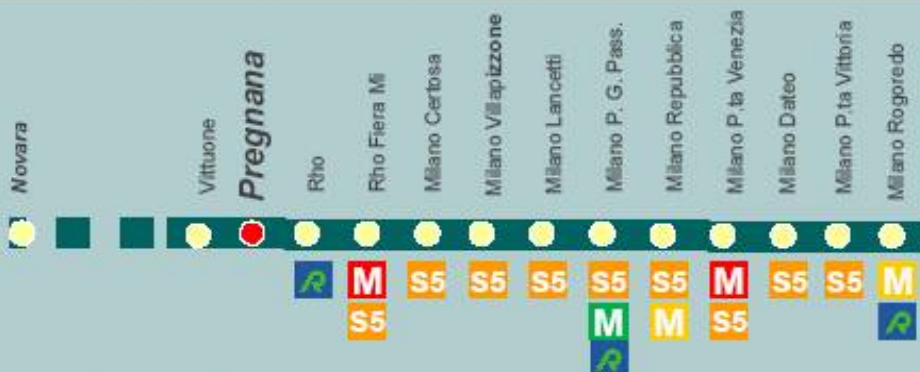 Novara
Vittuone
Pregnana
Rho
Rho Fiera Mi
Milano Certosa
Milano Villapizzone
Milano Lancetti
Milano P. G. Pass.
Milano Repubblica
Milano P.ta Venezia
Milano Dateo
Milano P.ta Vittoria
Milano Rogoredo
R M S5 S5 S5 S5 S5 M S5 S5 M
S5 M M S5 R
R